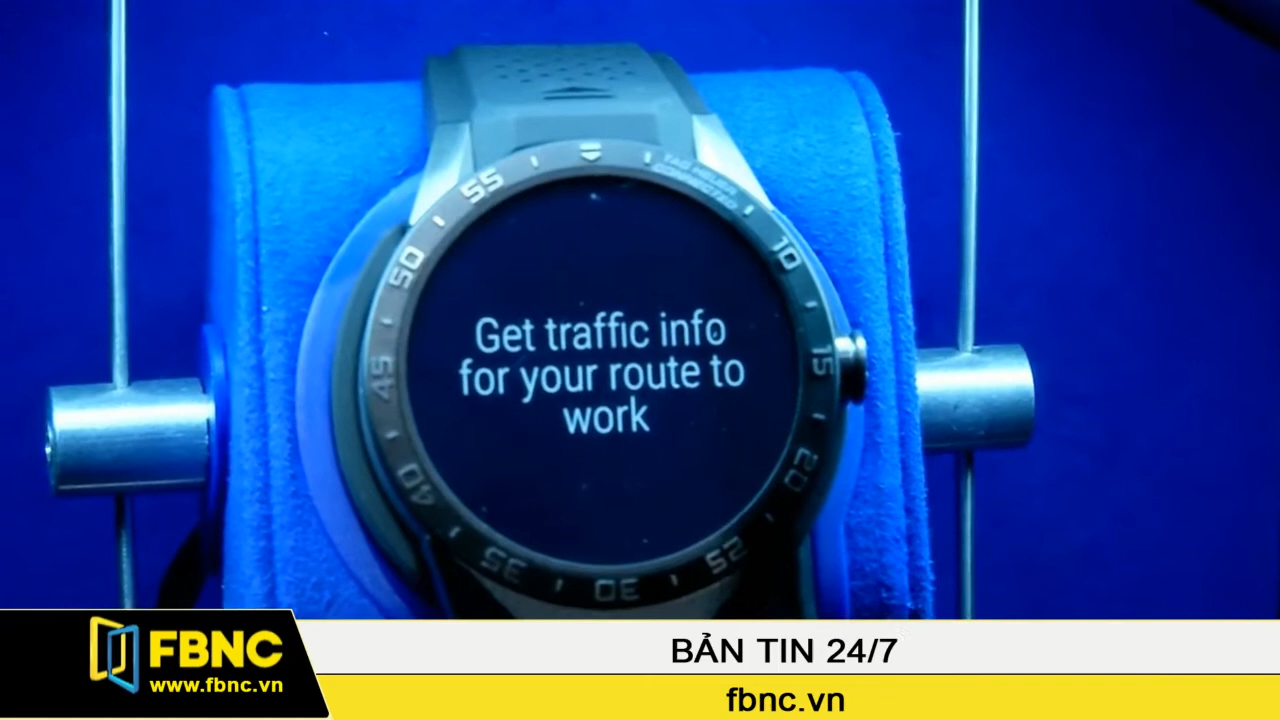 55
50
45
40
35
30
25
20
15
10
TAG HEUER
CONNECTED
Get traffic info
for your route to
work
FBNC
www.fbnc.vn
BẢN TIN 24/7
fbnc.vn